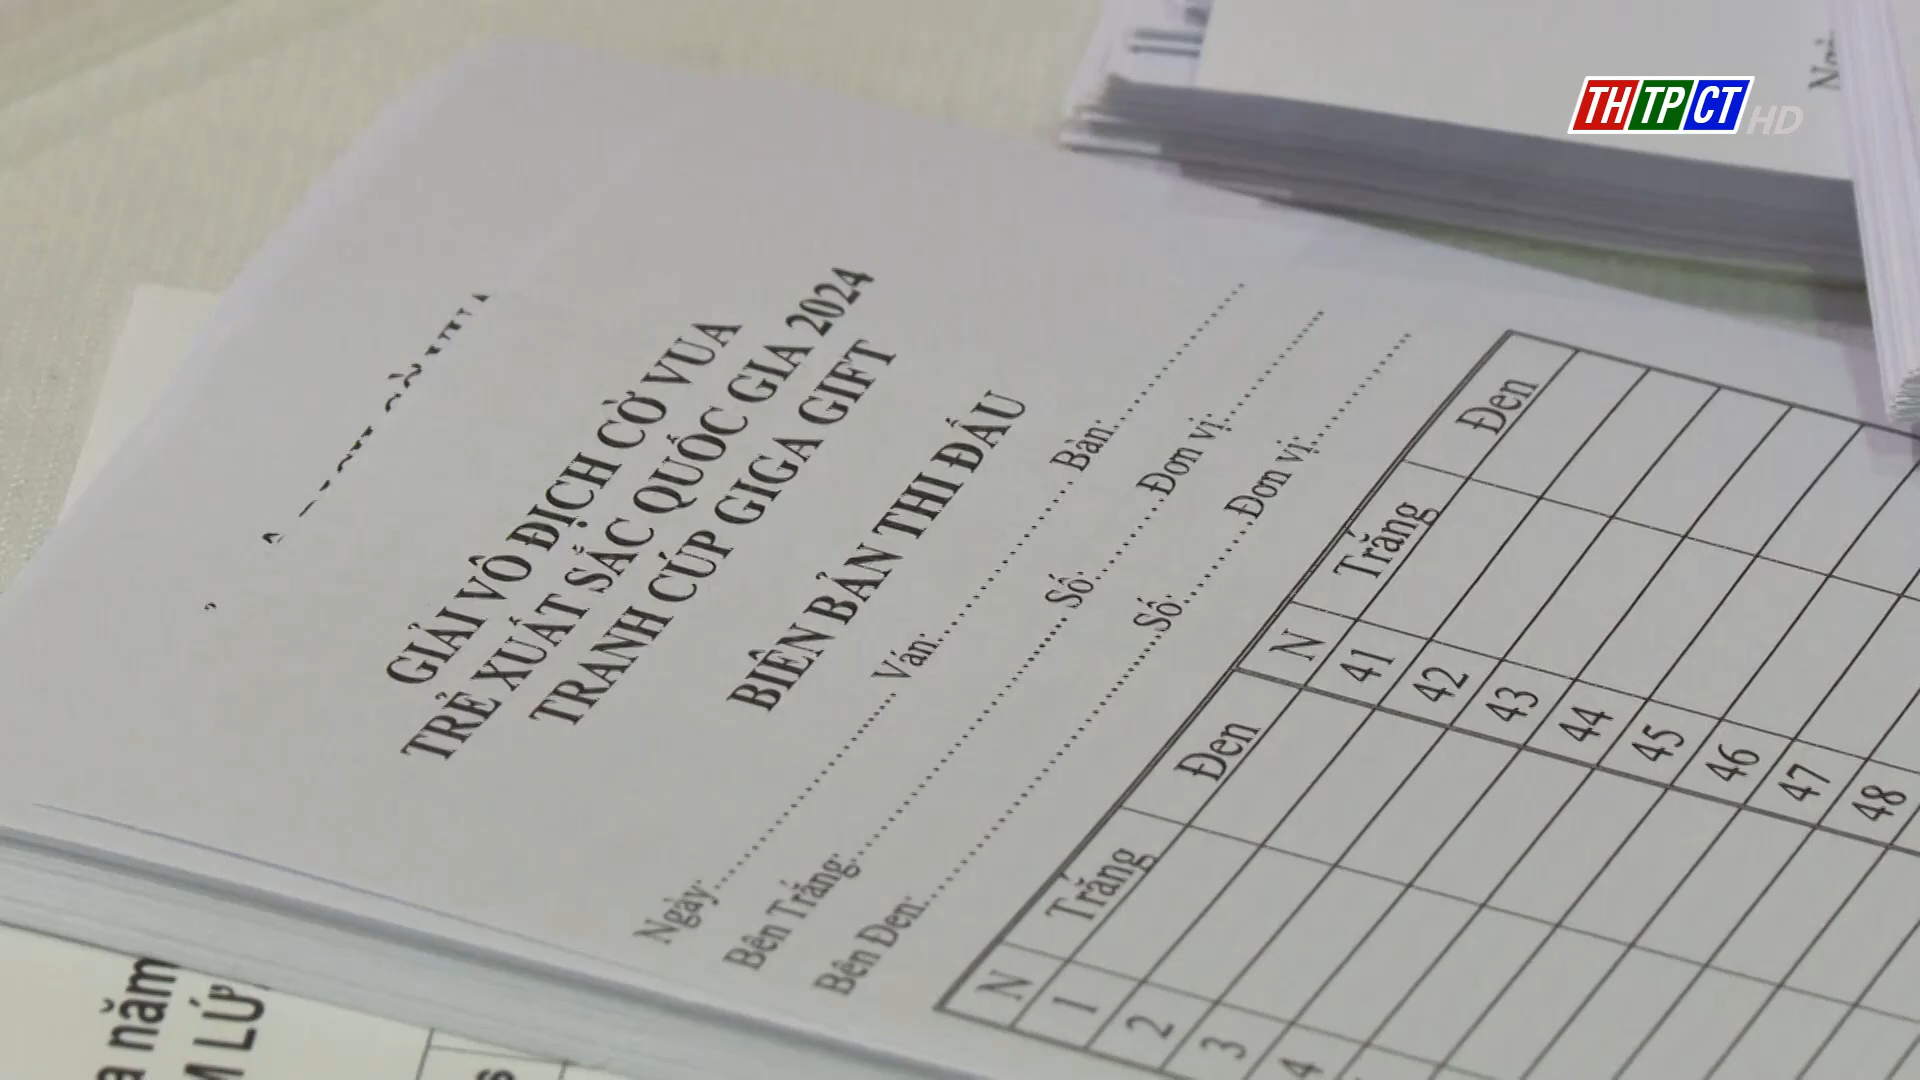 THTPCT HD
GIẢI VÔ ĐỊCH CỜ VUA
TRẺ XUẤT SẮC QUỐC GIA 2024
TRANH CÚP GIGA GIFT
BIÊN BẢN THI ĐẤU
Ngày:.......... Ván:.......... Bàn:..........
Bên Trắng:.......... Số:.......... Đơn vị:..........
Bên Đen:.......... Số:.......... Đơn vị:..........
N Trắng Đen N Trắng Đen
1 41
2 42
3 43
4 44
45
46
47
48
năm